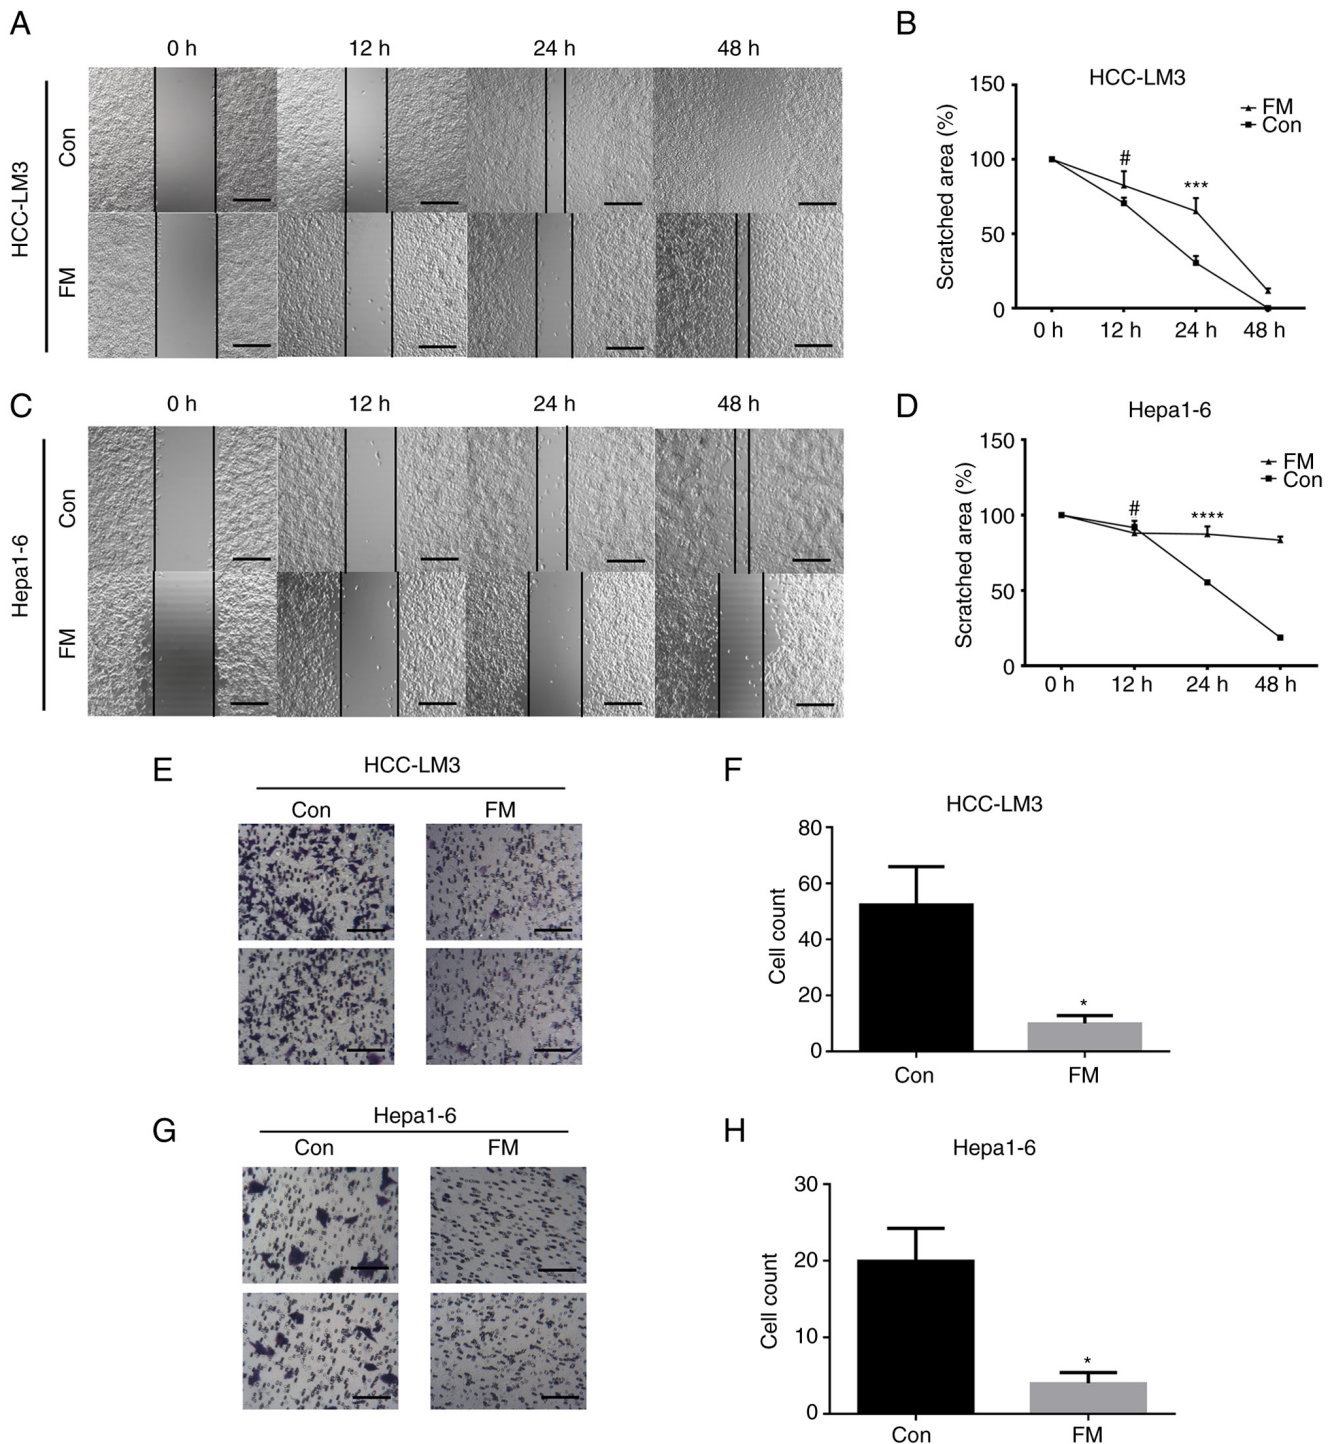 A
0 h
12 h
24 h
48 h
HCC-LM3
Con
FM
B
HCC-LM3
FM
Con
Scratched area (%)
150
100
50
0
#
***
0 h
12 h
24 h
48 h
C
0 h
12 h
24 h
48 h
Hepa1-6
Con
FM
D
Hepa1-6
FM
Con
Scratched area (%)
150
100
50
0
#
****
0 h
12 h
24 h
48 h
E
HCC-LM3
Con
FM
F
HCC-LM3
Cell count
80
60
40
20
0
*
Con
FM
G
Hepa1-6
Con
FM
H
Hepa1-6
Cell count
30
20
10
0
*
Con
FM